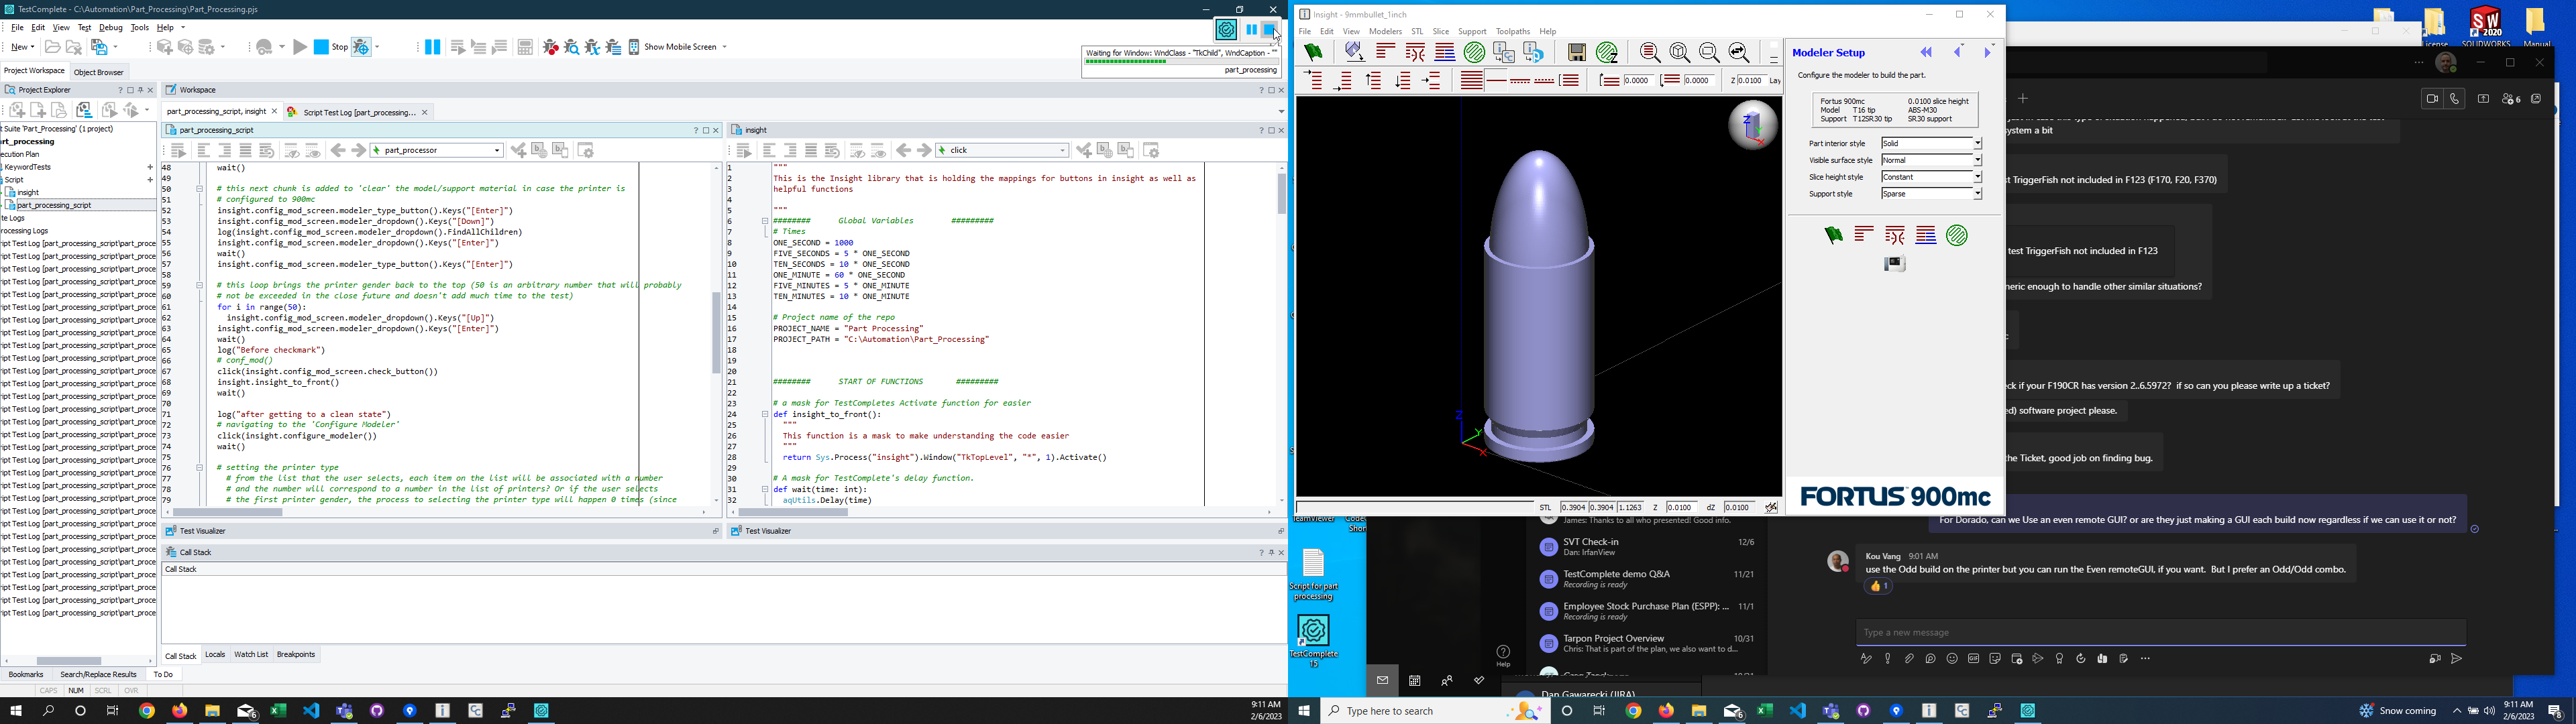 TestComplete - C:\Automation\Part_Processing\Part_Processing.pjs
File Edit View Test Debug Tools Help
New
Stop
Show Mobile Screen
Waiting for Window: WndClass - "TkChild", WndCaption - ""
part_processing
Project Workspace
Object Browser
Project Explorer
t Suite 'Part_Processing' (1 project)
art_processing
ecution Plan
KeywordTests
Script
insight
part_processing_script
te Logs
rocessing Logs
ript Test Log [part_processing_script\part_proce
Workspace
part_processing_script, insight
Script Test Log [part_processing...
part_processing_script
part_processor
48 wait()
49
50 # this next chunk is added to 'clear' the model/support material in case the printer is
51 # configured to 900mc
52 insight.config_mod_screen.modeler_type_button().Keys("[Enter]")
53 insight.config_mod_screen.modeler_dropdown().Keys("[Down]")
54 log(insight.config_mod_screen.modeler_dropdown().FindAllChildren)
55 insight.config_mod_screen.modeler_dropdown().Keys("[Enter]")
56 wait()
57 insight.config_mod_screen.modeler_type_button().Keys("[Enter]")
58
59 # this loop brings the printer gender back to the top (50 is an arbitrary number that will probably
60 # not be exceeded in the close future and doesn't add much time to the test)
61 for i in range(50):
62 insight.config_mod_screen.modeler_dropdown().Keys("[Up]")
63 insight.config_mod_screen.modeler_dropdown().Keys("[Enter]")
64 wait()
65 log("Before checkmark")
66 # conf_mod()
67 click(insight.config_mod_screen.check_button())
68 insight.insight_to_front()
69 wait()
70
71 log("after getting to a clean state")
72 # navigating to the 'Configure Modeler'
73 click(insight.configure_modeler())
74 wait()
75
76 # setting the printer type
77 # from the list that the user selects, each item on the list will be associated with a number
78 # and the number will correspond to a number in the list of printers? Or if the user selects
79 # the first printer gender, the process to selecting the printer type will happen 0 times (since
insight
click
1 """
2 This is the Insight library that is holding the mappings for buttons in insight as well as
3 helpful functions
4
5 """
6 ######## Global Variables #########
7 # Times
8 ONE_SECOND = 1000
9 FIVE_SECONDS = 5 * ONE_SECOND
10 TEN_SECONDS = 10 * ONE_SECOND
11 ONE_MINUTE = 60 * ONE_SECOND
12 FIVE_MINUTES = 5 * ONE_MINUTE
13 TEN_MINUTES = 10 * ONE_MINUTE
14
15 # Project name of the repo
16 PROJECT_NAME = "Part Processing"
17 PROJECT_PATH = "C:\Automation\Part_Processing"
18
19
20
21 ######## START OF FUNCTIONS #########
22
23 # a mask for TestCompletes Activate function for easier
24 def insight_to_front():
25 """
26 This function is a mask to make understanding the code easier
27 """
28 return Sys.Process("insight").Window("TkTopLevel", "*", 1).Activate()
29
30 # A mask for TestComplete's delay function.
31 def wait(time: int):
32 aqUtils.Delay(time)
Test Visualizer
Test Visualizer
Call Stack
Call Stack
Call Stack Locals Watch List Breakpoints
Bookmarks Search/Replace Results To Do
CAPS NUM SCRL OVR
9:11 AM
2/6/2023
Insight - 9mmbullet_1inch
File Edit View Modelers STL Slice Support Toolpaths Help
0.0000
0.0000
Z 0.0100 Lay
Modeler Setup
Configure the modeler to build the part.
Fortus 900mc 0.0100 slice height
Model T16 tip ABS-M30
Support T12SR30 tip SR30 support
Part interior style Solid
Visible surface style Normal
Slice height style Constant
Support style Sparse
FORTUS 900mc
Z
Y
X
STL 0.3904 0.3904 1.1263 Z 0.0100 dZ 0.0100
SOLIDWORKS
2020
Manual
6
ystem a bit
t TriggerFish not included in F123 (F170, F20, F370)
test TriggerFish not included in F123
neric enough to handle other similar situations?
ck if your F190CR has version 2..6.5972? if so can you please write up a ticket?
ed) software project please.
the Ticket, good job on finding bug.
For Dorado, can we Use an even remote GUI? or are they just making a GUI each build now regardless if we can use it or not?
Kou Vang 9:01 AM
use the Odd build on the printer but you can run the Even remoteGUI, if you want. But I prefer an Odd/Odd combo.
1
Type a new message
TeamViewer
Script for part
processing
TestComplete
15
James: Thanks to all who presented! Good info.
SVT Check-in 12/6
Dan: IrfanView
TestComplete demo Q&A 11/21
Recording is ready
Employee Stock Purchase Plan (ESPP): ... 11/1
Recording is ready
Tarpon Project Overview 10/31
Chris: That is part of the plan, we also want to d...
Help
Dan Gawarecki (JIRA)
Type here to search
Snow coming
9:11 AM
2/6/2023